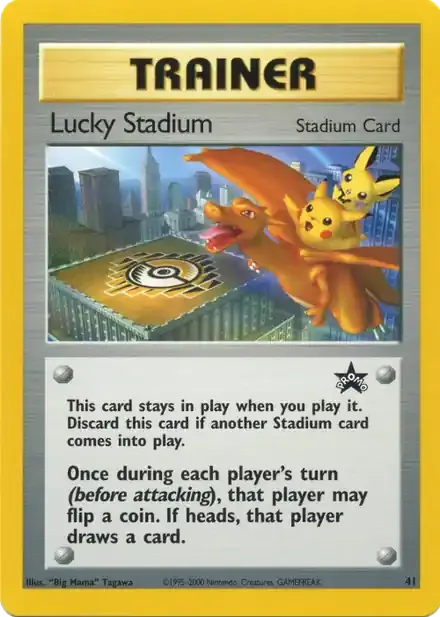 TRAINER
Lucky Stadium Stadium Card
PROMO
This card stays in play when you play it.
Discard this card if another Stadium card
comes into play.
Once during each player's turn
(before attacking), that player may
flip a coin. If heads, that player
draws a card.
Illus. "Big Mama" Tagawa ©1995-2000 Nintendo, Creatures, GAMEFREAK. 41